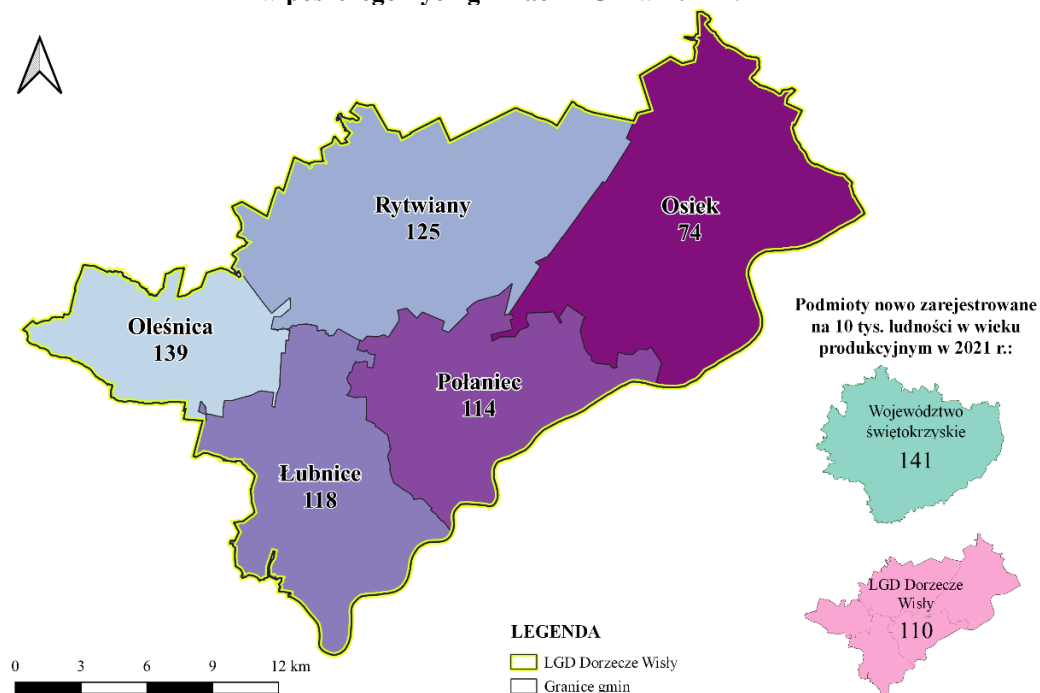 Rytwiany
125
Osiek
74
Oleśnica
139
Połaniec
114
Łubnice
118
Podmioty nowo zarejestrowane
na 10 tys. ludności w wieku
produkcyjnym w 2021 r.:
Województwo
świętokrzyskie
141
LGD Dorzecze
Wisły
110
LEGENDA
LGD Dorzecze Wisły
Granice gmin
0 3 6 9 12 km